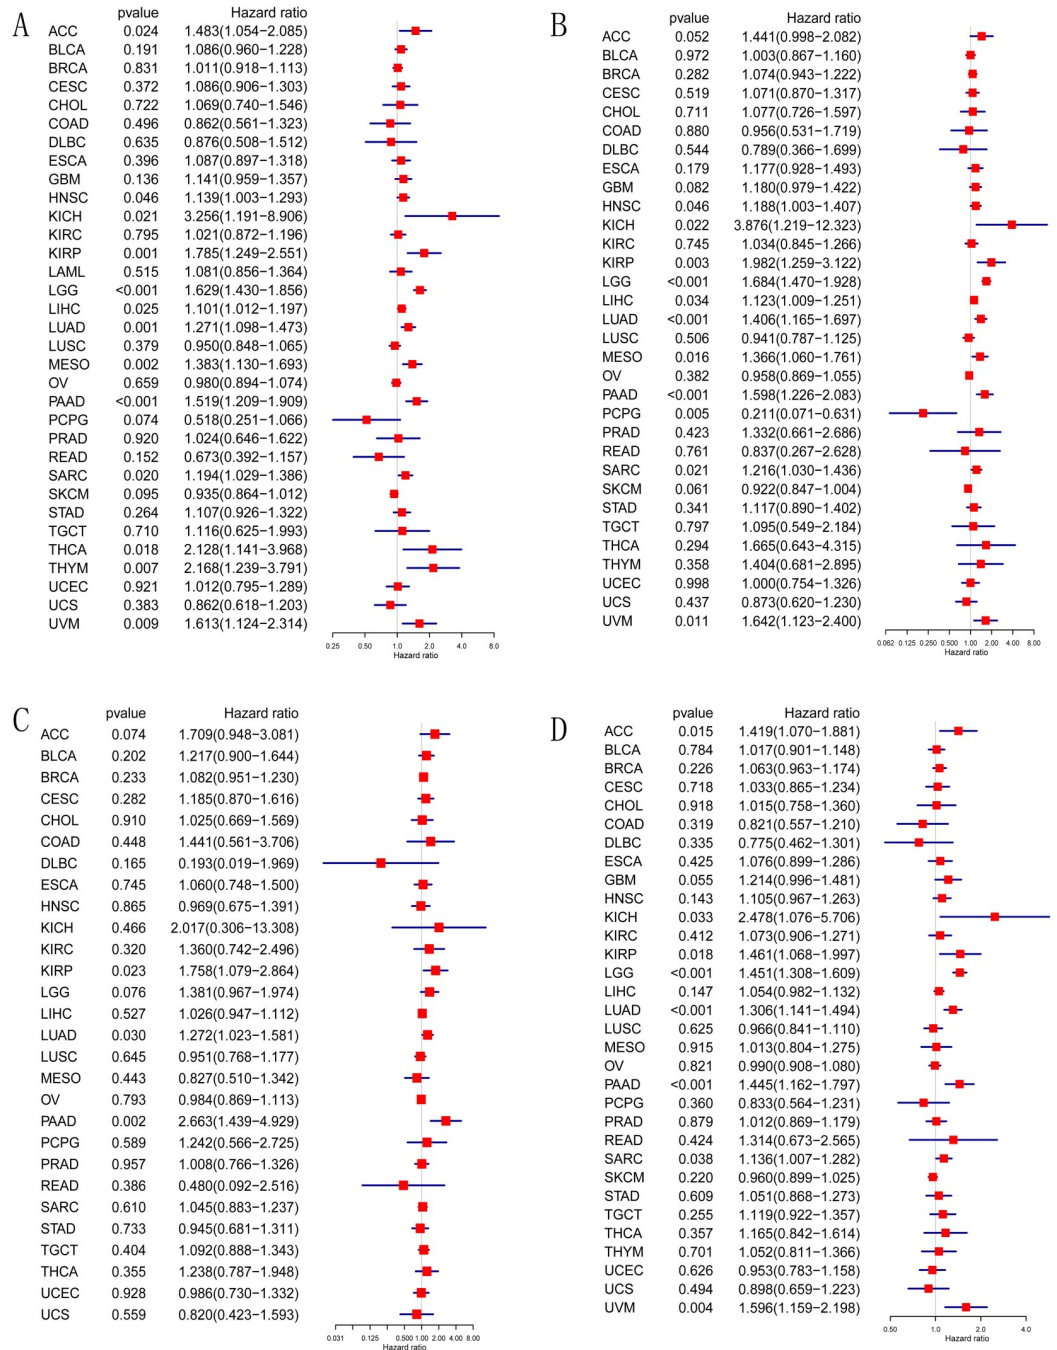 A
pvalue Hazard ratio
ACC 0.024 1.483(1.054−2.085)
BLCA 0.191 1.086(0.960−1.228)
BRCA 0.831 1.011(0.918−1.113)
CESC 0.372 1.086(0.906−1.303)
CHOL 0.722 1.069(0.740−1.546)
COAD 0.496 0.862(0.561−1.323)
DLBC 0.635 0.876(0.508−1.512)
ESCA 0.396 1.087(0.897−1.318)
GBM 0.136 1.141(0.959−1.357)
HNSC 0.046 1.139(1.003−1.293)
KICH 0.021 3.256(1.191−8.906)
KIRC 0.795 1.021(0.872−1.196)
KIRP 0.001 1.785(1.249−2.551)
LAML 0.515 1.081(0.856−1.364)
LGG <0.001 1.629(1.430−1.856)
LIHC 0.025 1.101(1.012−1.197)
LUAD 0.001 1.271(1.098−1.473)
LUSC 0.379 0.950(0.848−1.065)
MESO 0.002 1.383(1.130−1.693)
OV 0.659 0.980(0.894−1.074)
PAAD <0.001 1.519(1.209−1.909)
PCPG 0.074 0.518(0.251−1.066)
PRAD 0.920 1.024(0.646−1.622)
READ 0.152 0.673(0.392−1.157)
SARC 0.020 1.194(1.029−1.386)
SKCM 0.095 0.935(0.864−1.012)
STAD 0.264 1.107(0.926−1.322)
TGCT 0.710 1.116(0.625−1.993)
THCA 0.018 2.128(1.141−3.968)
THYM 0.007 2.168(1.239−3.791)
UCEC 0.921 1.012(0.795−1.289)
UCS 0.383 0.862(0.618−1.203)
UVM 0.009 1.613(1.124−2.314)
0.25 0.50 1.0 2.0 4.0 8.0
Hazard ratio
B
pvalue Hazard ratio
ACC 0.052 1.441(0.998−2.082)
BLCA 0.972 1.003(0.867−1.160)
BRCA 0.282 1.074(0.943−1.222)
CESC 0.519 1.071(0.870−1.317)
CHOL 0.711 1.077(0.726−1.597)
COAD 0.880 0.956(0.531−1.719)
DLBC 0.544 0.789(0.366−1.699)
ESCA 0.179 1.177(0.928−1.493)
GBM 0.082 1.180(0.979−1.422)
HNSC 0.046 1.188(1.003−1.407)
KICH 0.022 3.876(1.219−12.323)
KIRC 0.745 1.034(0.845−1.266)
KIRP 0.003 1.982(1.259−3.122)
LGG <0.001 1.684(1.470−1.928)
LIHC 0.034 1.123(1.009−1.251)
LUAD <0.001 1.406(1.165−1.697)
LUSC 0.506 0.941(0.787−1.125)
MESO 0.016 1.366(1.060−1.761)
OV 0.382 0.958(0.869−1.055)
PAAD <0.001 1.598(1.226−2.083)
PCPG 0.005 0.211(0.071−0.631)
PRAD 0.423 1.332(0.661−2.686)
READ 0.761 0.837(0.267−2.628)
SARC 0.021 1.216(1.030−1.436)
SKCM 0.061 0.922(0.847−1.004)
STAD 0.341 1.117(0.890−1.402)
TGCT 0.797 1.095(0.549−2.184)
THCA 0.294 1.665(0.643−4.315)
THYM 0.358 1.404(0.681−2.895)
UCEC 0.998 1.000(0.754−1.326)
UCS 0.437 0.873(0.620−1.230)
UVM 0.011 1.642(1.123−2.400)
0.062 0.125 0.250 0.500 1.00 2.00 4.00 8.00
Hazard ratio
C
pvalue Hazard ratio
ACC 0.074 1.709(0.948−3.081)
BLCA 0.202 1.217(0.900−1.644)
BRCA 0.233 1.082(0.951−1.230)
CESC 0.282 1.185(0.870−1.616)
CHOL 0.910 1.025(0.669−1.569)
COAD 0.448 1.441(0.561−3.706)
DLBC 0.165 0.193(0.019−1.969)
ESCA 0.745 1.060(0.748−1.500)
HNSC 0.865 0.969(0.675−1.391)
KICH 0.466 2.017(0.306−13.308)
KIRC 0.320 1.360(0.742−2.496)
KIRP 0.023 1.758(1.079−2.864)
LGG 0.076 1.381(0.967−1.974)
LIHC 0.527 1.026(0.947−1.112)
LUAD 0.030 1.272(1.023−1.581)
LUSC 0.645 0.951(0.768−1.177)
MESO 0.443 0.827(0.510−1.342)
OV 0.793 0.984(0.869−1.113)
PAAD 0.002 2.663(1.439−4.929)
PCPG 0.589 1.242(0.566−2.725)
PRAD 0.957 1.008(0.766−1.326)
READ 0.386 0.480(0.092−2.516)
SARC 0.610 1.045(0.883−1.237)
STAD 0.733 0.945(0.681−1.311)
TGCT 0.404 1.092(0.888−1.343)
THCA 0.355 1.238(0.787−1.948)
UCEC 0.928 0.986(0.730−1.332)
UCS 0.559 0.820(0.423−1.593)
0.031 0.125 0.500 1.00 2.00 4.00 8.00
Hazard ratio
D
pvalue Hazard ratio
ACC 0.015 1.419(1.070−1.881)
BLCA 0.784 1.017(0.901−1.148)
BRCA 0.226 1.063(0.963−1.174)
CESC 0.718 1.033(0.865−1.234)
CHOL 0.918 1.015(0.758−1.360)
COAD 0.319 0.821(0.557−1.210)
DLBC 0.335 0.775(0.462−1.301)
ESCA 0.425 1.076(0.899−1.286)
GBM 0.055 1.214(0.996−1.481)
HNSC 0.143 1.105(0.967−1.263)
KICH 0.033 2.478(1.076−5.706)
KIRC 0.412 1.073(0.906−1.271)
KIRP 0.018 1.461(1.068−1.997)
LGG <0.001 1.451(1.308−1.609)
LIHC 0.147 1.054(0.982−1.132)
LUAD <0.001 1.306(1.141−1.494)
LUSC 0.625 0.966(0.841−1.110)
MESO 0.915 1.013(0.804−1.275)
OV 0.821 0.990(0.908−1.080)
PAAD <0.001 1.445(1.162−1.797)
PCPG 0.360 0.833(0.564−1.231)
PRAD 0.879 1.012(0.869−1.179)
READ 0.424 1.314(0.673−2.565)
SARC 0.038 1.136(1.007−1.282)
SKCM 0.220 0.960(0.899−1.025)
STAD 0.609 1.051(0.868−1.273)
TGCT 0.255 1.119(0.922−1.357)
THCA 0.357 1.165(0.842−1.614)
THYM 0.701 1.052(0.811−1.366)
UCEC 0.626 0.953(0.783−1.158)
UCS 0.494 0.898(0.659−1.223)
UVM 0.004 1.596(1.159−2.198)
0.50 1.0 2.0 4.0
Hazard ratio